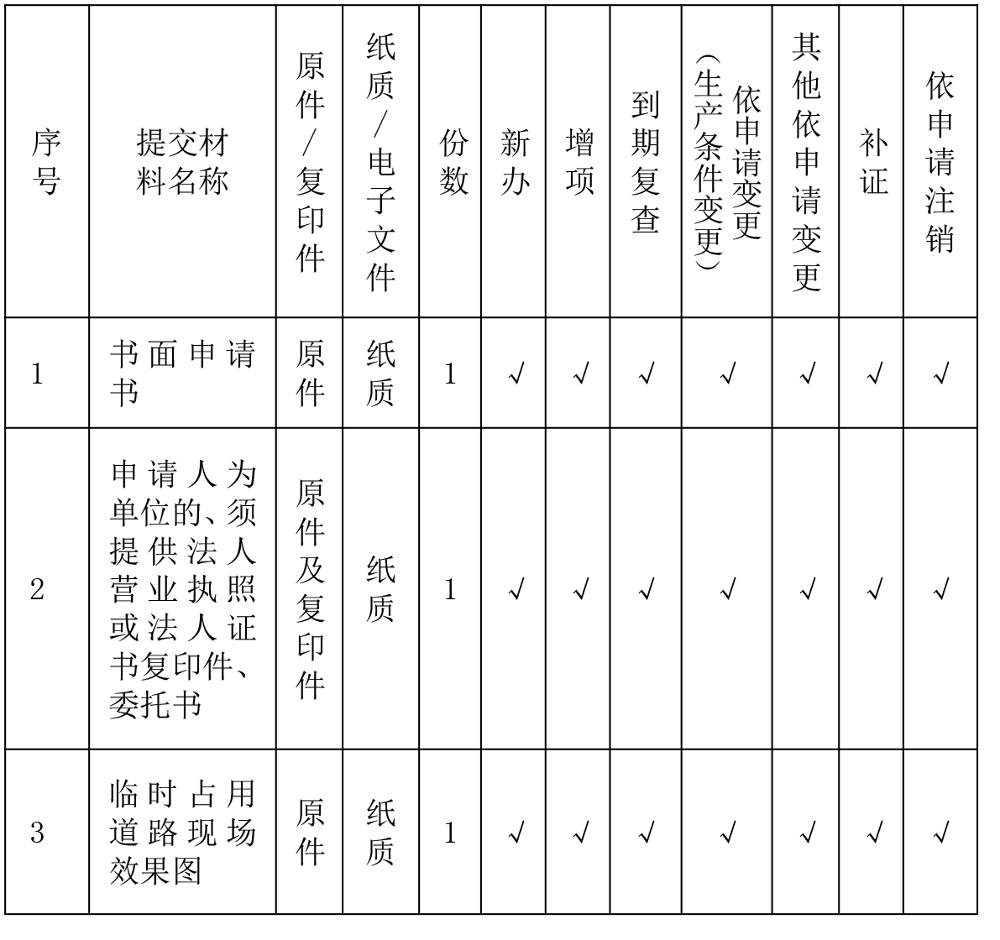 序号
提交材
料名称
原件/复印件
纸质/电子文件
份数
新办
增项
到期复查
依申请变更
（生产条件变更）
其他依申请变更
补证
依申请注销
1
书面申请
书
原件
纸质
1
√
√
√
√
√
√
√
2
申请人为
单位的、须
提供法人
营业执照
或法人证
书复印件、
委托书
原件及复印件
纸质
1
√
√
√
√
√
√
√
3
临时占用
道路现场
效果图
原件
纸质
1
√
√
√
√
√
√
√